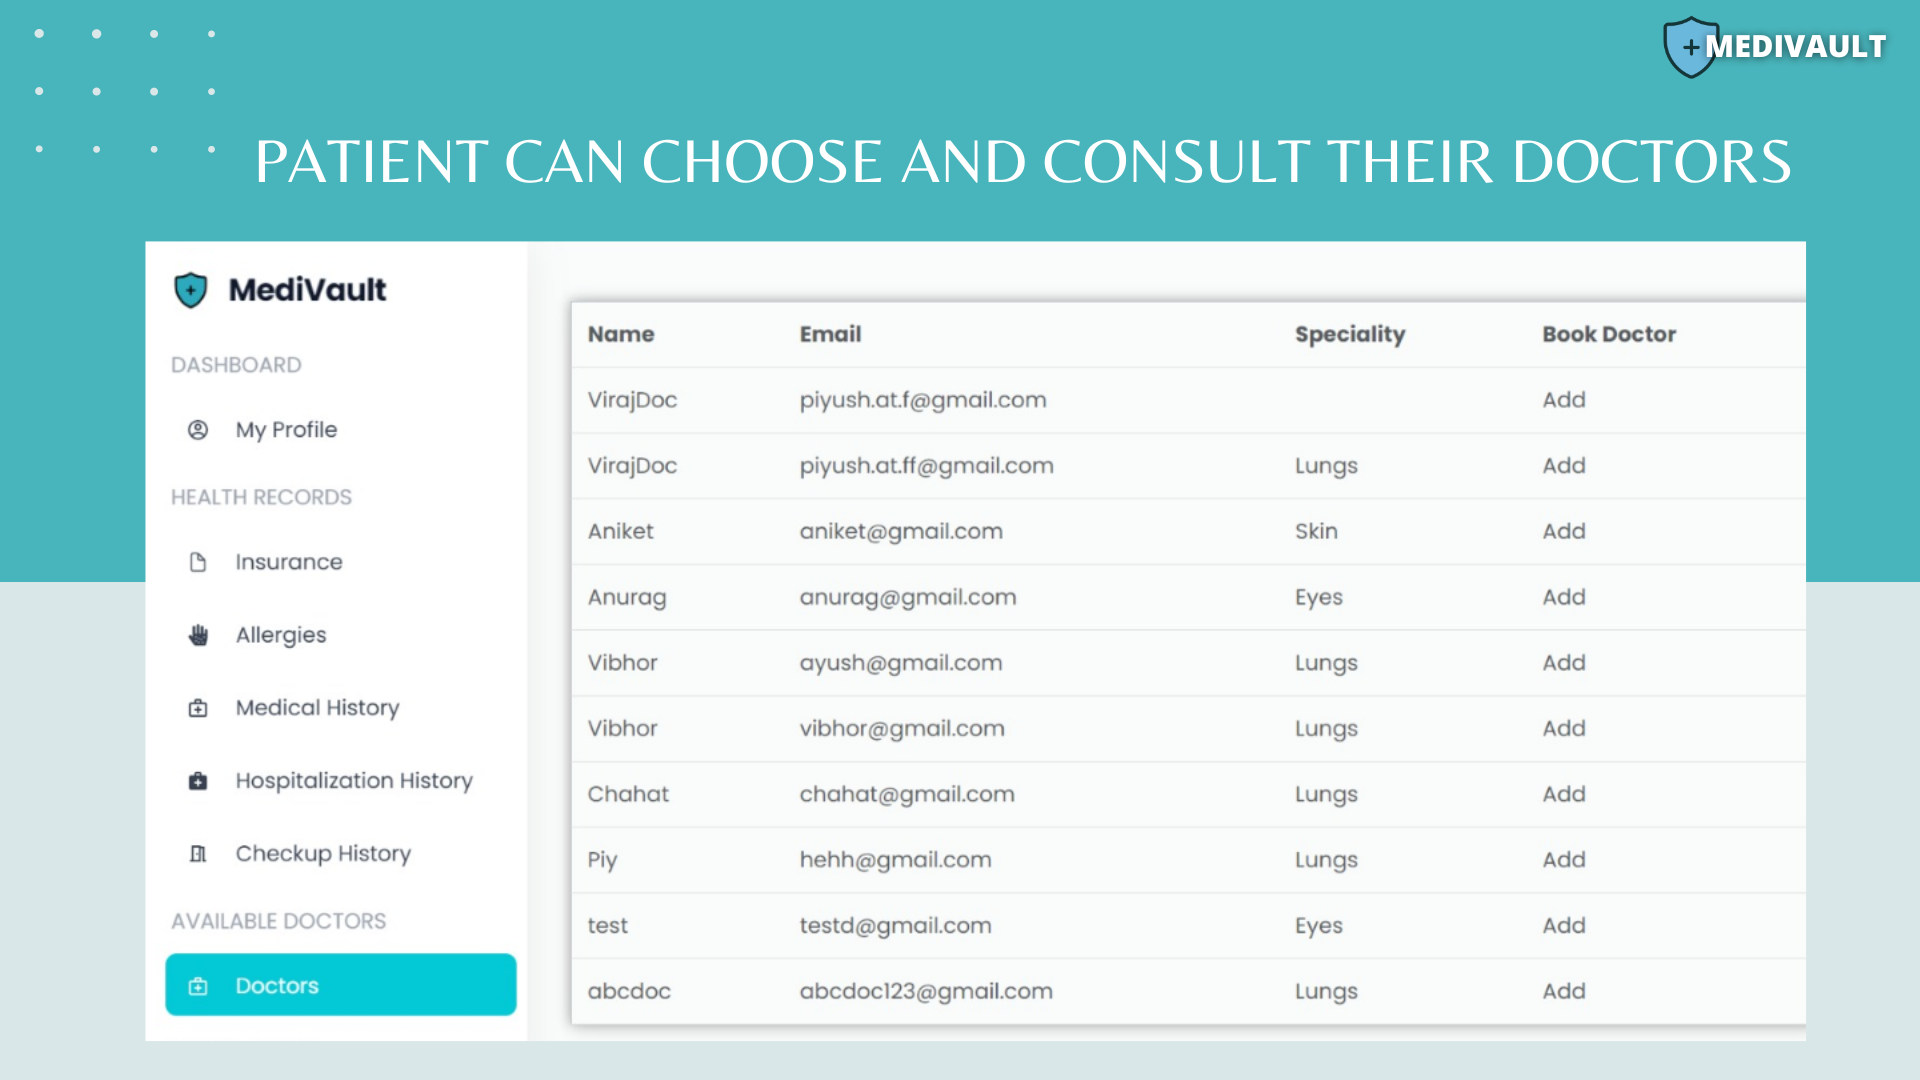 MEDIVAULT
PATIENT CAN CHOOSE AND CONSULT THEIR DOCTORS
MediVault
DASHBOARD
My Profile
HEALTH RECORDS
Insurance
Allergies
Medical History
Hospitalization History
Checkup History
AVAILABLE DOCTORS
Doctors
Name Email Speciality Book Doctor
VirajDoc piyush.at.f@gmail.com Add
VirajDoc piyush.at.ff@gmail.com Lungs Add
Aniket aniket@gmail.com Skin Add
Anurag anurag@gmail.com Eyes Add
Vibhor ayush@gmail.com Lungs Add
Vibhor vibhor@gmail.com Lungs Add
Chahat chahat@gmail.com Lungs Add
Piy hehh@gmail.com Lungs Add
test testd@gmail.com Eyes Add
abcdoc abcdoc123@gmail.com Lungs Add